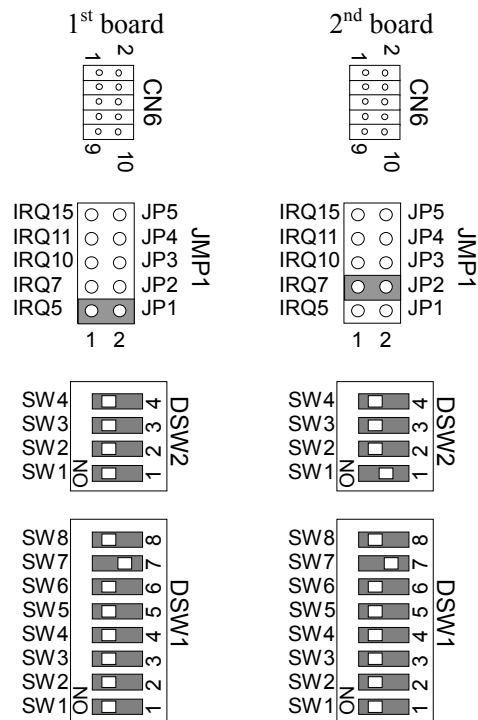 1st board
1 2
CN6
9 10
IRQ15 JP5
IRQ11 JP4
IRQ10 JP3
IRQ7 JP2
IRQ5 JP1
JMP1
1 2
SW4 4
SW3 3
SW2 2
SW1 1
ON
DSW2
SW8 8
SW7 7
SW6 6
SW5 5
SW4 4
SW3 3
SW2 2
SW1 1
ON
DSW1
2nd board
1 2
CN6
9 10
IRQ15 JP5
IRQ11 JP4
IRQ10 JP3
IRQ7 JP2
IRQ5 JP1
JMP1
1 2
SW4 4
SW3 3
SW2 2
SW1 1
ON
DSW2
SW8 8
SW7 7
SW6 6
SW5 5
SW4 4
SW3 3
SW2 2
SW1 1
ON
DSW1